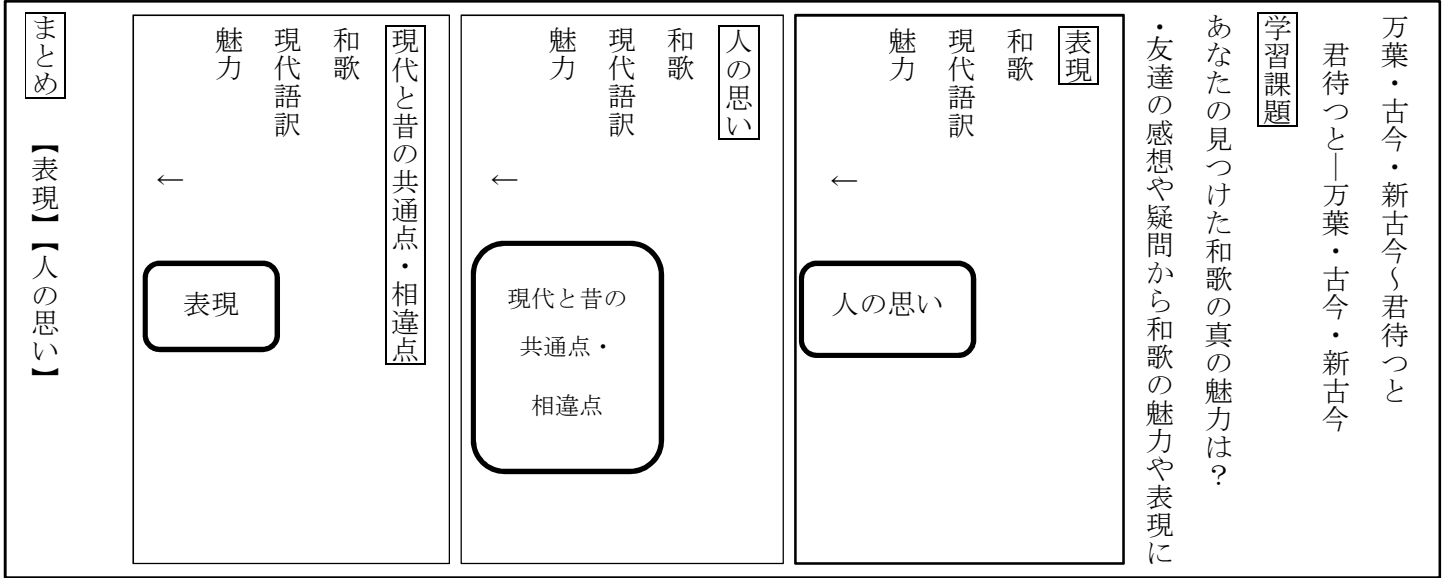 万葉・古今・新古今～君待つと
君待つと―万葉・古今・新古今
学習課題
あなたの見つけた和歌の真の魅力は？
・友達の感想や疑問から和歌の魅力や表現に
表現
和歌
現代語訳
魅力
←
人の思い
人の思い
和歌
現代語訳
魅力
←
現代と昔の
共通点・
相違点
現代と昔の共通点・相違点
和歌
現代語訳
魅力
←
表現
まとめ　【表現】【人の思い】